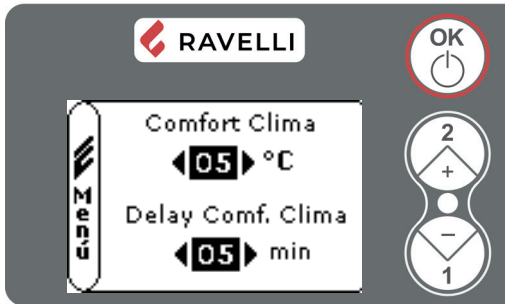 RAVELLI
OK
Comfort Clima
05 °C
Menú
Delay Comf. Clima
05 min
2
+
−
1